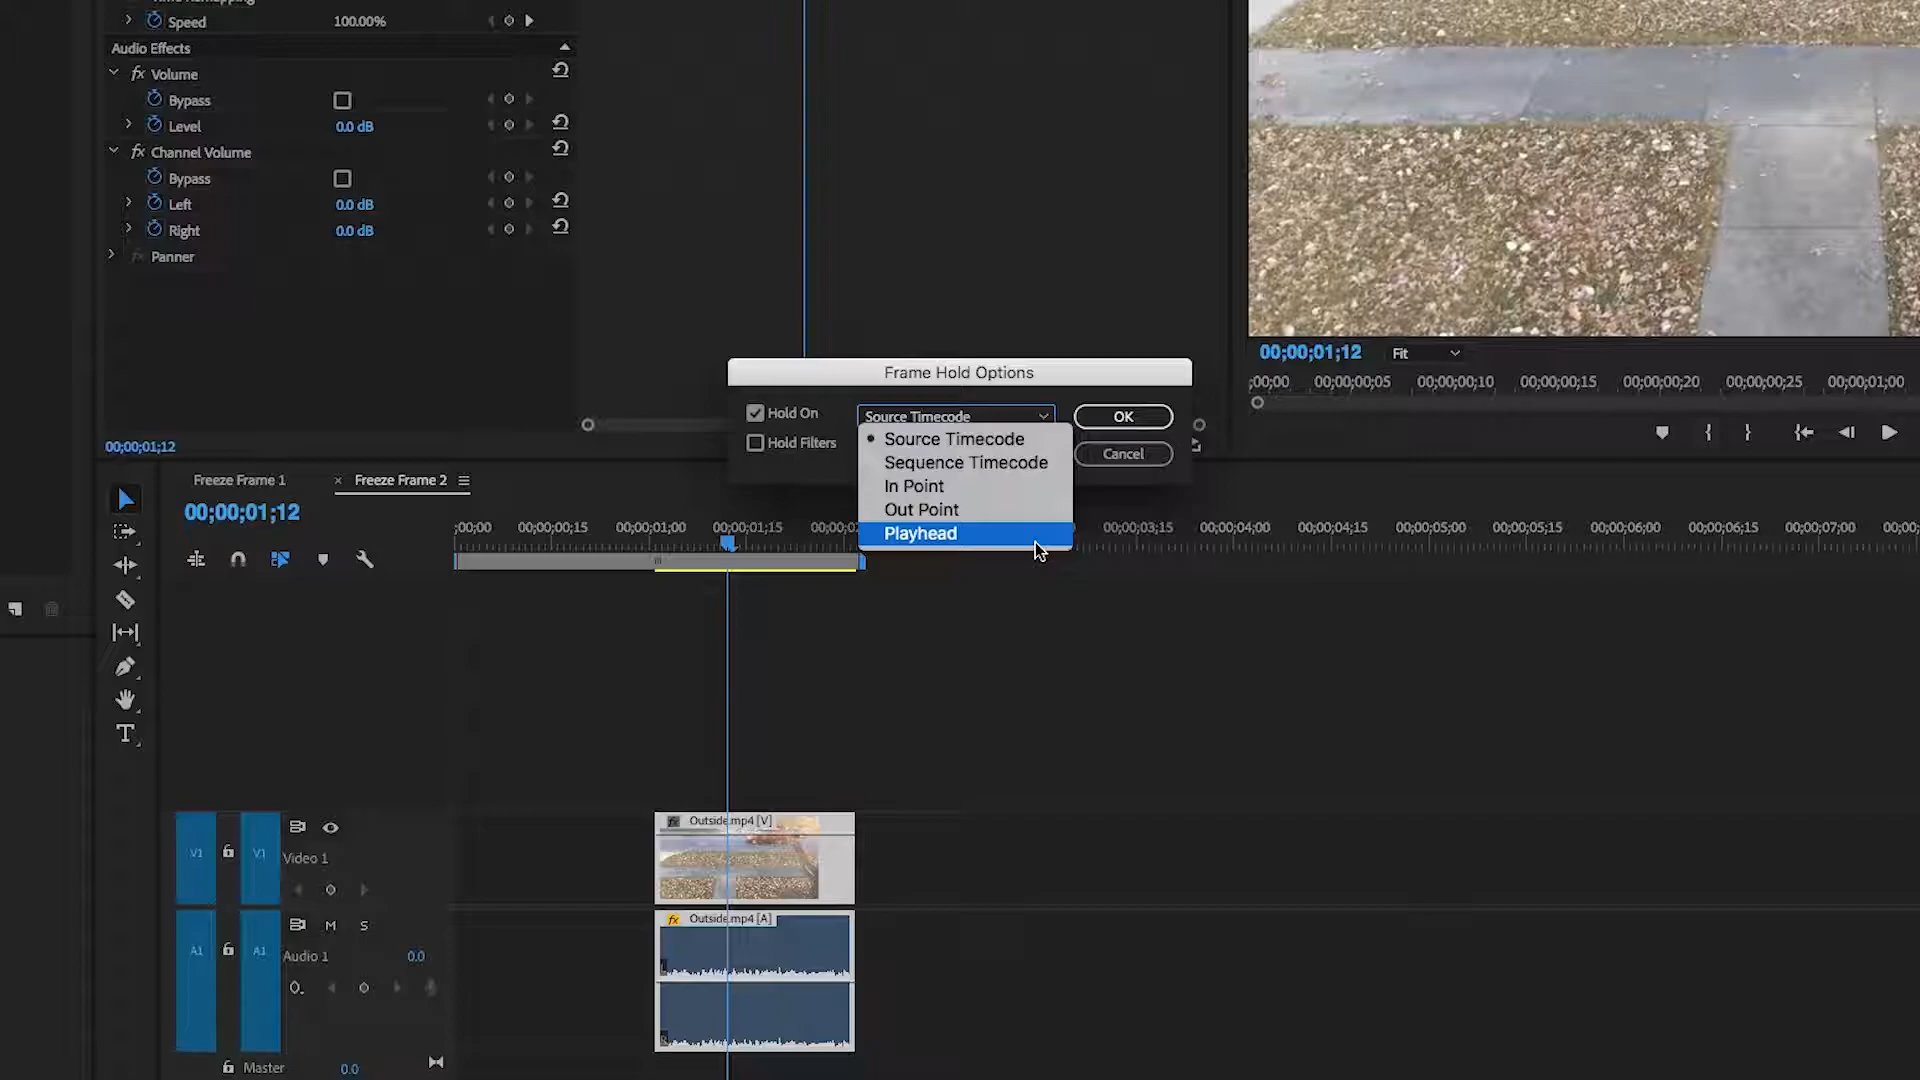 Speed 100.00%
Audio Effects
fx Volume
Bypass
Level 0.0 dB
fx Channel Volume
Bypass
Left 0.0 dB
Right 0.0 dB
fx Panner
00;00;01;12
Frame Hold Options
Hold On Source Timecode OK
Hold Filters Cancel
Source Timecode
Sequence Timecode
In Point
Out Point
Playhead
00;00;01;12 Fit
;00;00 00;00;00;05 00;00;00;10 00;00;00;15 00;00;00;20 00;00;00;25 00;00;01;00
Freeze Frame 1 × Freeze Frame 2
00;00;01;12
;00;00 00;00;00;15 00;00;01;00 00;00;01;15 00;00;03;15 00;00;04;00 00;00;04;15 00;00;05;00 00;00;05;15 00;00;06;00 00;00;06;15 00;00;07;00
V1 V1 Video 1
fx Outside.mp4 [V]
A1 A1 M S
Audio 1 0.0
fx Outside.mp4 [A]
Master 0.0